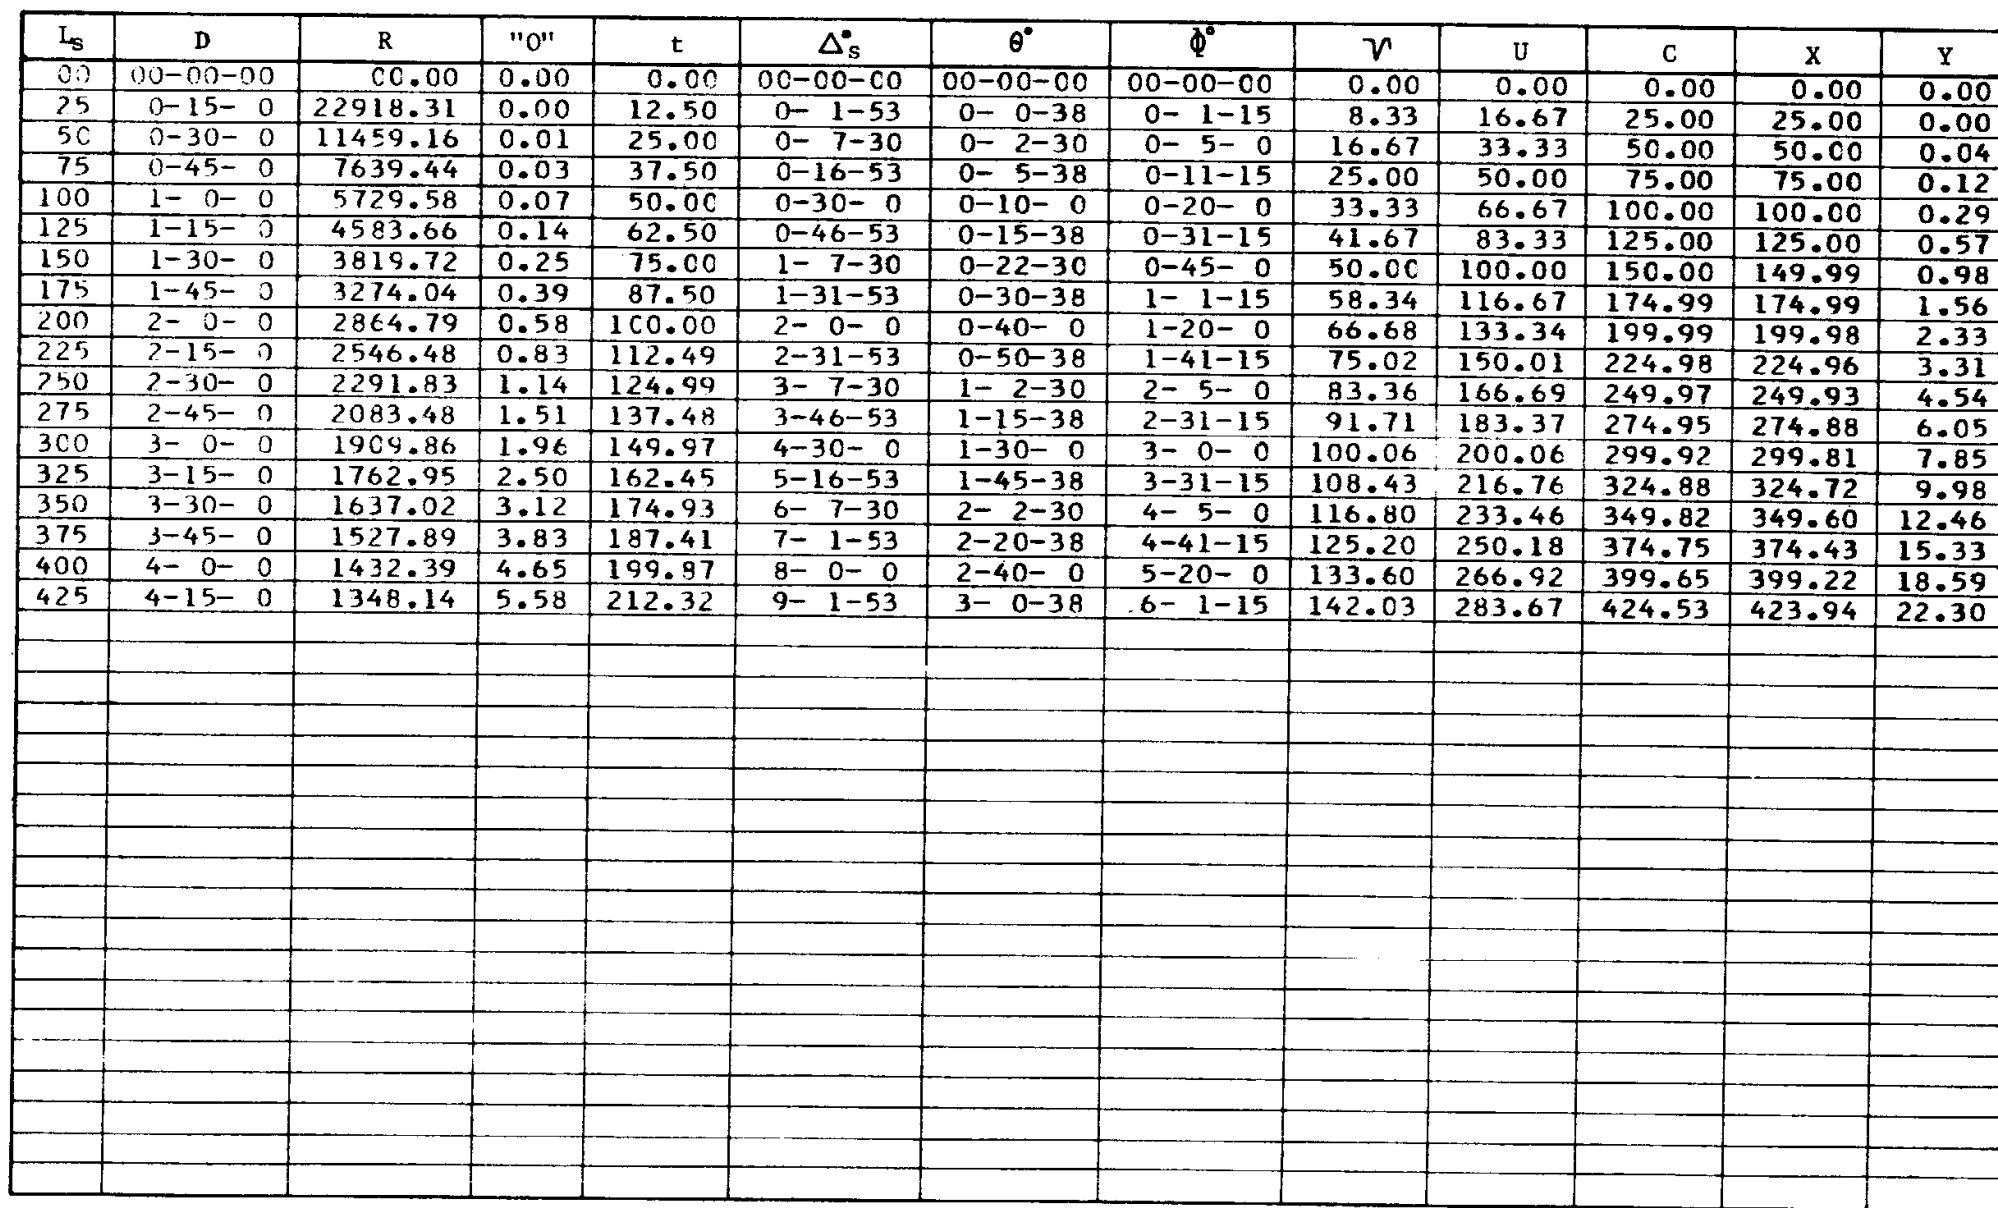 Ls D R "O" t Δ°s θ° Φ° V U C X Y
00 00-00-00 00.00 0.00 0.00 00-00-00 00-00-00 00-00-00 0.00 0.00 0.00 0.00 0.00
25 0-15- 0 22918.31 0.00 12.50 0- 1-53 0- 0-38 0- 1-15 8.33 16.67 25.00 25.00 0.00
50 0-30- 0 11459.16 0.01 25.00 0- 7-30 0- 2-30 0- 5- 0 16.67 33.33 50.00 50.00 0.04
75 0-45- 0 7639.44 0.03 37.50 0-16-53 0- 5-38 0-11-15 25.00 50.00 75.00 75.00 0.12
100 1- 0- 0 5729.58 0.07 50.00 0-30- 0 0-10- 0 0-20- 0 33.33 66.67 100.00 100.00 0.29
125 1-15- 0 4583.66 0.14 62.50 0-46-53 0-15-38 0-31-15 41.67 83.33 125.00 125.00 0.57
150 1-30- 0 3819.72 0.25 75.00 1- 7-30 0-22-30 0-45- 0 50.00 100.00 150.00 149.99 0.98
175 1-45- 0 3274.04 0.39 87.50 1-31-53 0-30-38 1- 1-15 58.34 116.67 174.99 174.99 1.56
200 2- 0- 0 2864.79 0.58 100.00 2- 0- 0 0-40- 0 1-20- 0 66.68 133.34 199.99 199.98 2.33
225 2-15- 0 2546.48 0.83 112.49 2-31-53 0-50-38 1-41-15 75.02 150.01 224.98 224.96 3.31
250 2-30- 0 2291.83 1.14 124.99 3- 7-30 1- 2-30 2- 5- 0 83.36 166.69 249.97 249.93 4.54
275 2-45- 0 2083.48 1.51 137.48 3-46-53 1-15-38 2-31-15 91.71 183.37 274.95 274.88 6.05
300 3- 0- 0 1909.86 1.96 149.97 4-30- 0 1-30- 0 3- 0- 0 100.06 200.06 299.92 299.81 7.85
325 3-15- 0 1762.95 2.50 162.45 5-16-53 1-45-38 3-31-15 108.43 216.76 324.88 324.72 9.98
350 3-30- 0 1637.02 3.12 174.93 6- 7-30 2- 2-30 4- 5- 0 116.80 233.46 349.82 349.60 12.46
375 3-45- 0 1527.89 3.83 187.41 7- 1-53 2-20-38 4-41-15 125.20 250.18 374.75 374.43 15.33
400 4- 0- 0 1432.39 4.65 199.87 8- 0- 0 2-40- 0 5-20- 0 133.60 266.92 399.65 399.22 18.59
425 4-15- 0 1348.14 5.58 212.32 9- 1-53 3- 0-38 6- 1-15 142.03 283.67 424.53 423.94 22.30